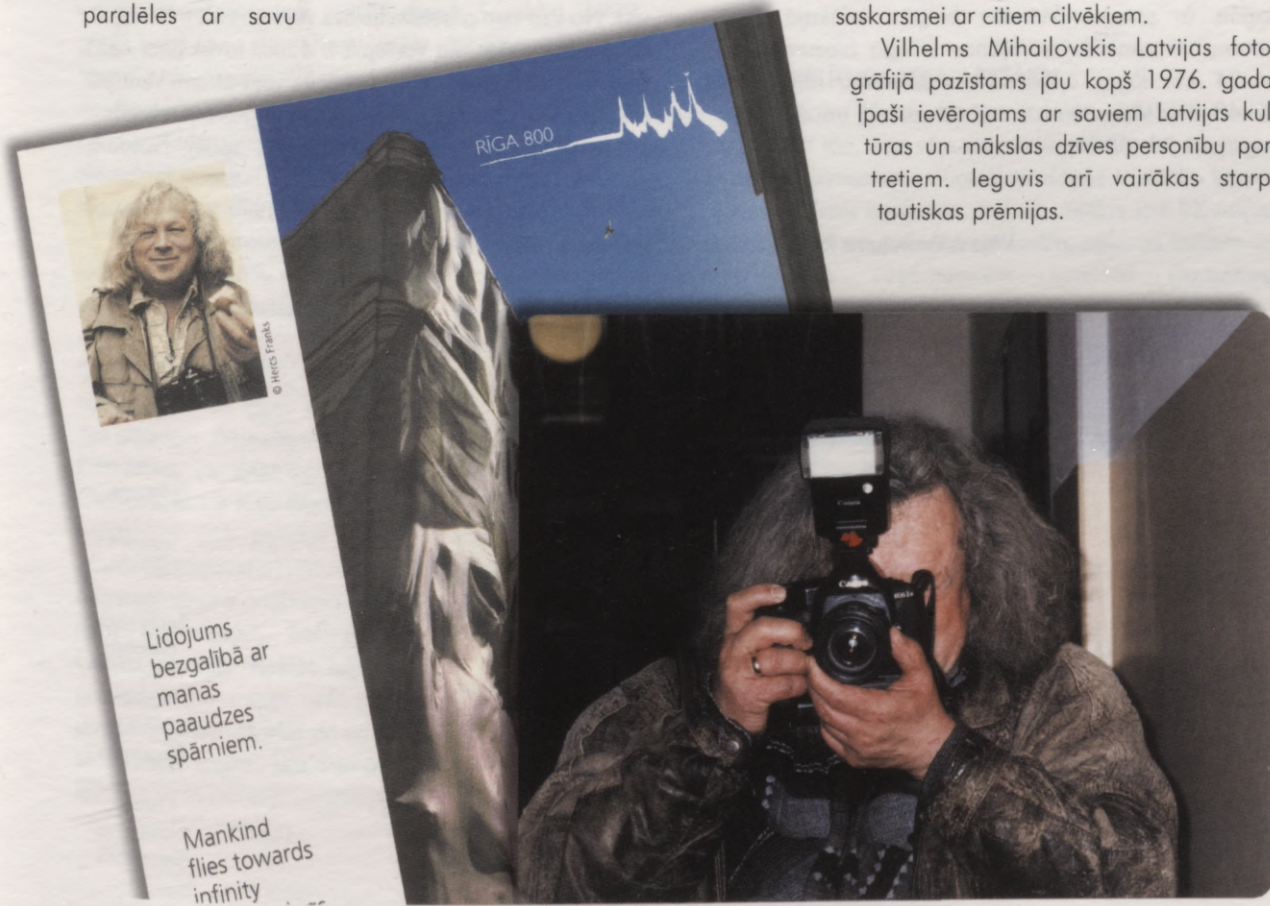 paralēles ar savu
saskarsmei ar citiem cilvēkiem.
Vilhelms Mihailovskis Latvijas foto
grāfijā pazīstams jau kopš 1976. gada
Īpaši ievērojams ar saviem Latvijas kul
tūras un mākslas dzīves personību por
tretiem. Ieguvis arī vairākas starp
tautiskas prēmijas.
RĪGA 800
© Hercs Franks
Lidojums
bezgalībā ar
manas
paaudzes
spārniem.
Mankind
flies towards
infinity
Canon
Canon